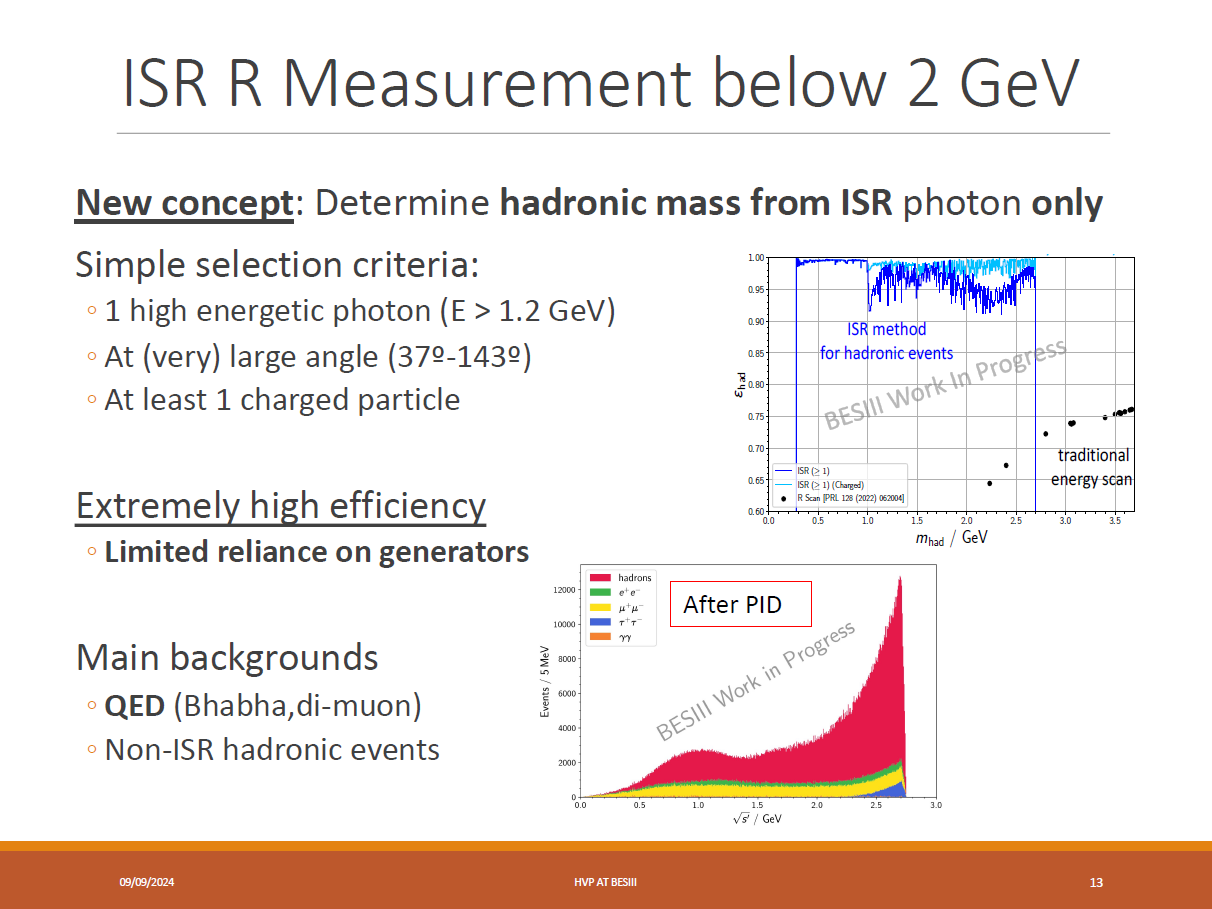 ISR R Measurement below 2 GeV
New concept: Determine hadronic mass from ISR photon only
Simple selection criteria:
◦ 1 high energetic photon (E > 1.2 GeV)
◦ At (very) large angle (37º-143º)
◦ At least 1 charged particle
Extremely high efficiency
◦ Limited reliance on generators
Main backgrounds
◦ QED (Bhabha,di-muon)
◦ Non-ISR hadronic events
1.00
0.95
0.90
0.85
0.80
0.75
0.70
0.65
0.60
εhad
ISR method
for hadronic events
BESIII Work In Progress
traditional
energy scan
ISR (≥ 1)
ISR (≥ 1) (Charged)
R Scan [PRL 128 (2022) 062004]
0.0 0.5 1.0 1.5 2.0 2.5 3.0 3.5
mhad / GeV
hadrons
e⁺e⁻
μ⁺μ⁻
τ⁺τ⁻
γγ
After PID
BESIII Work in Progress
12000
10000
8000
6000
4000
2000
0
Events / 5 MeV
0.0 0.5 1.0 1.5 2.0 2.5 3.0
√s′ / GeV
09/09/2024
HVP AT BESIII
13